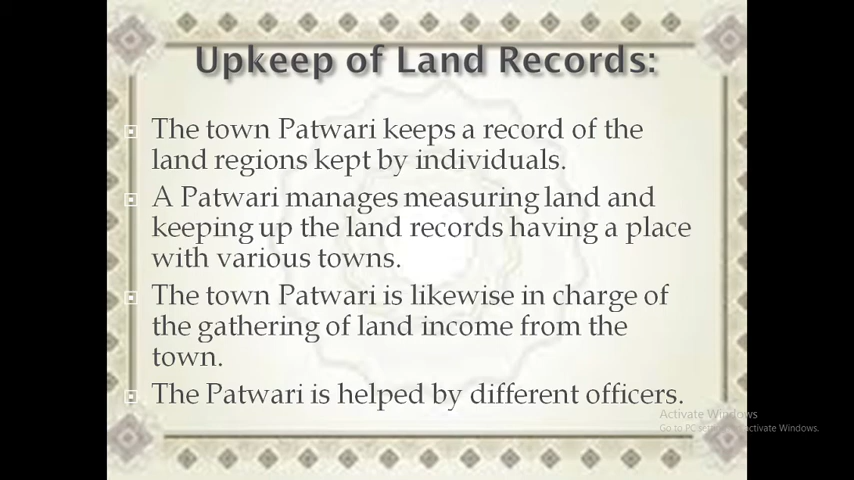 Upkeep of Land Records:
The town Patwari keeps a record of the
land regions kept by individuals.
A Patwari manages measuring land and
keeping up the land records having a place
with various towns.
The town Patwari is likewise in charge of
the gathering of land income from the
town.
The Patwari is helped by different officers.
Activate Windows
Go to PC activate Windows.